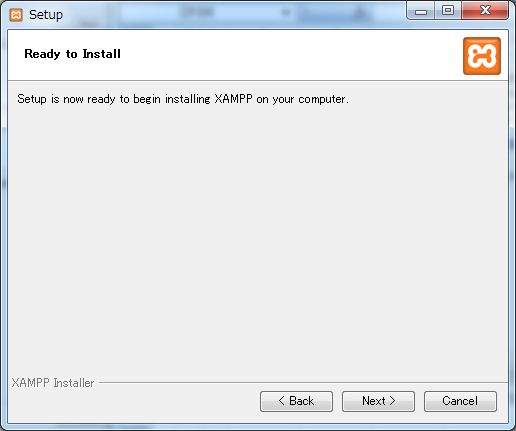 Setup
Ready to Install
Setup is now ready to begin installing XAMPP on your computer.
XAMPP Installer
< Back
Next >
Cancel